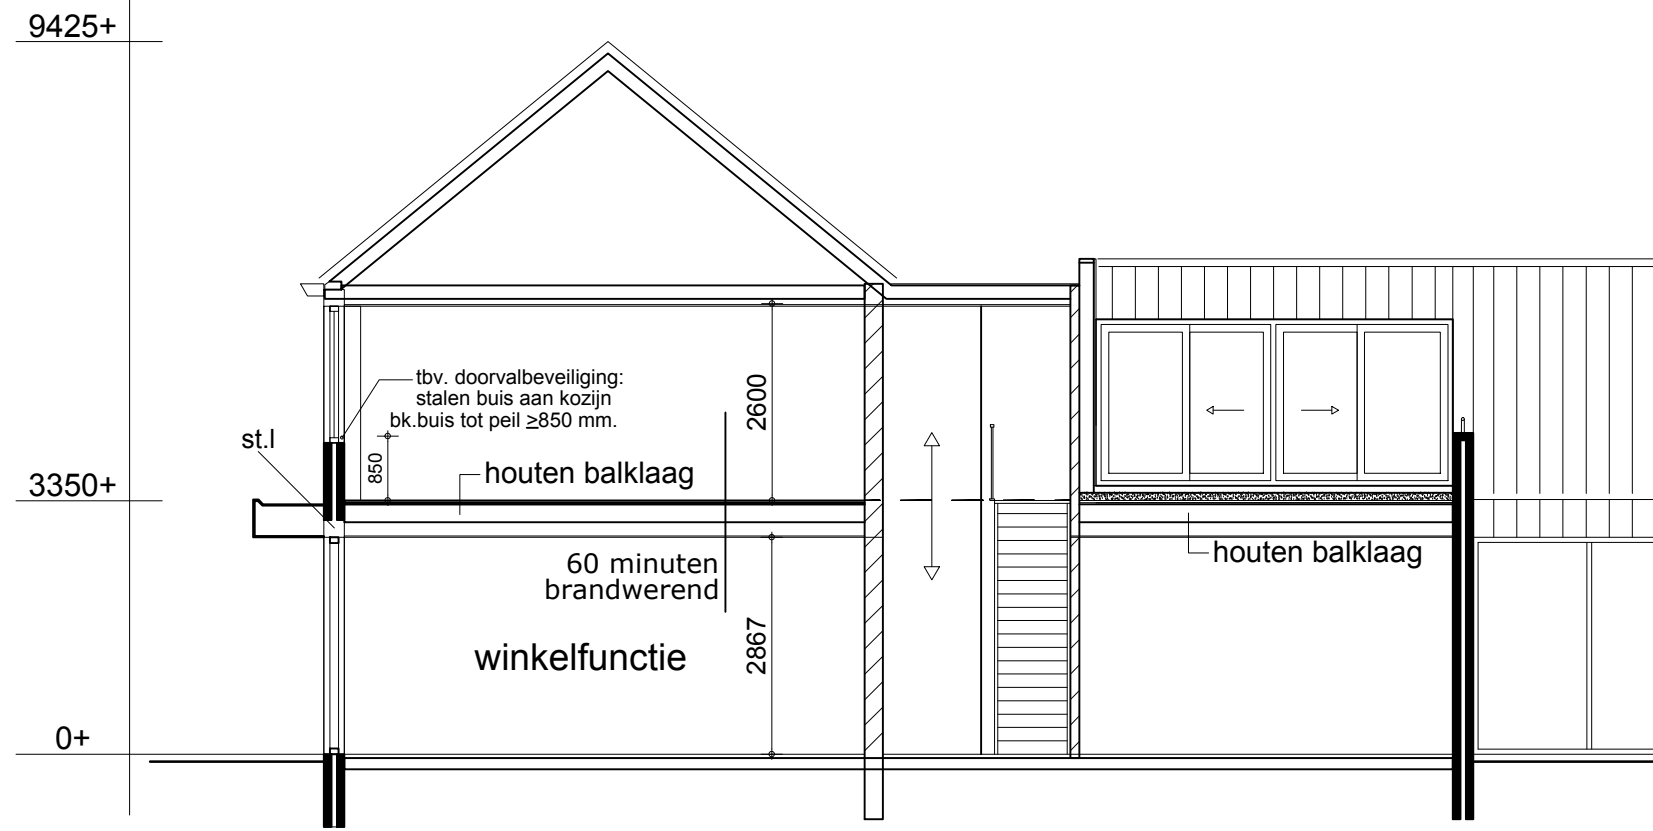 9425+
tbv. doorvalbeveiliging:
stalen buis aan kozijn
bk.buis tot peil ≥850 mm.
2600
st.l
850
houten balklaag
3350+
houten balklaag
60 minuten
brandwerend
2867
winkelfunctie
0+